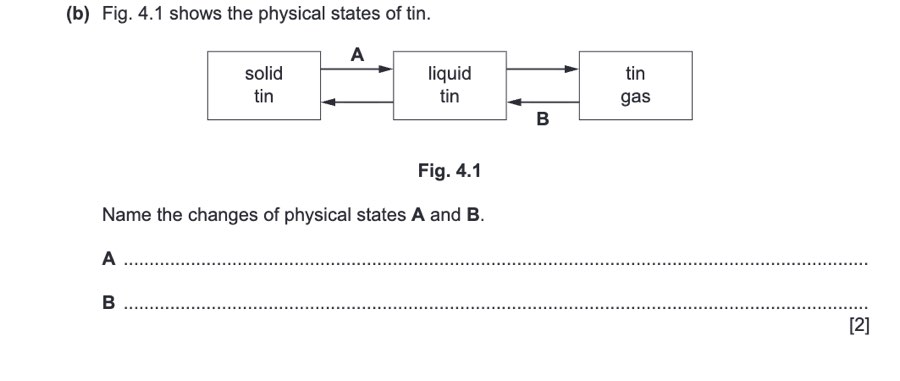 (b) Fig. 4.1 shows the physical states of tin.
A
solid
tin
liquid
tin
tin
gas
B
Fig. 4.1
Name the changes of physical states A and B.
A ..........................................................................................................................................
B ..........................................................................................................................................
[2]